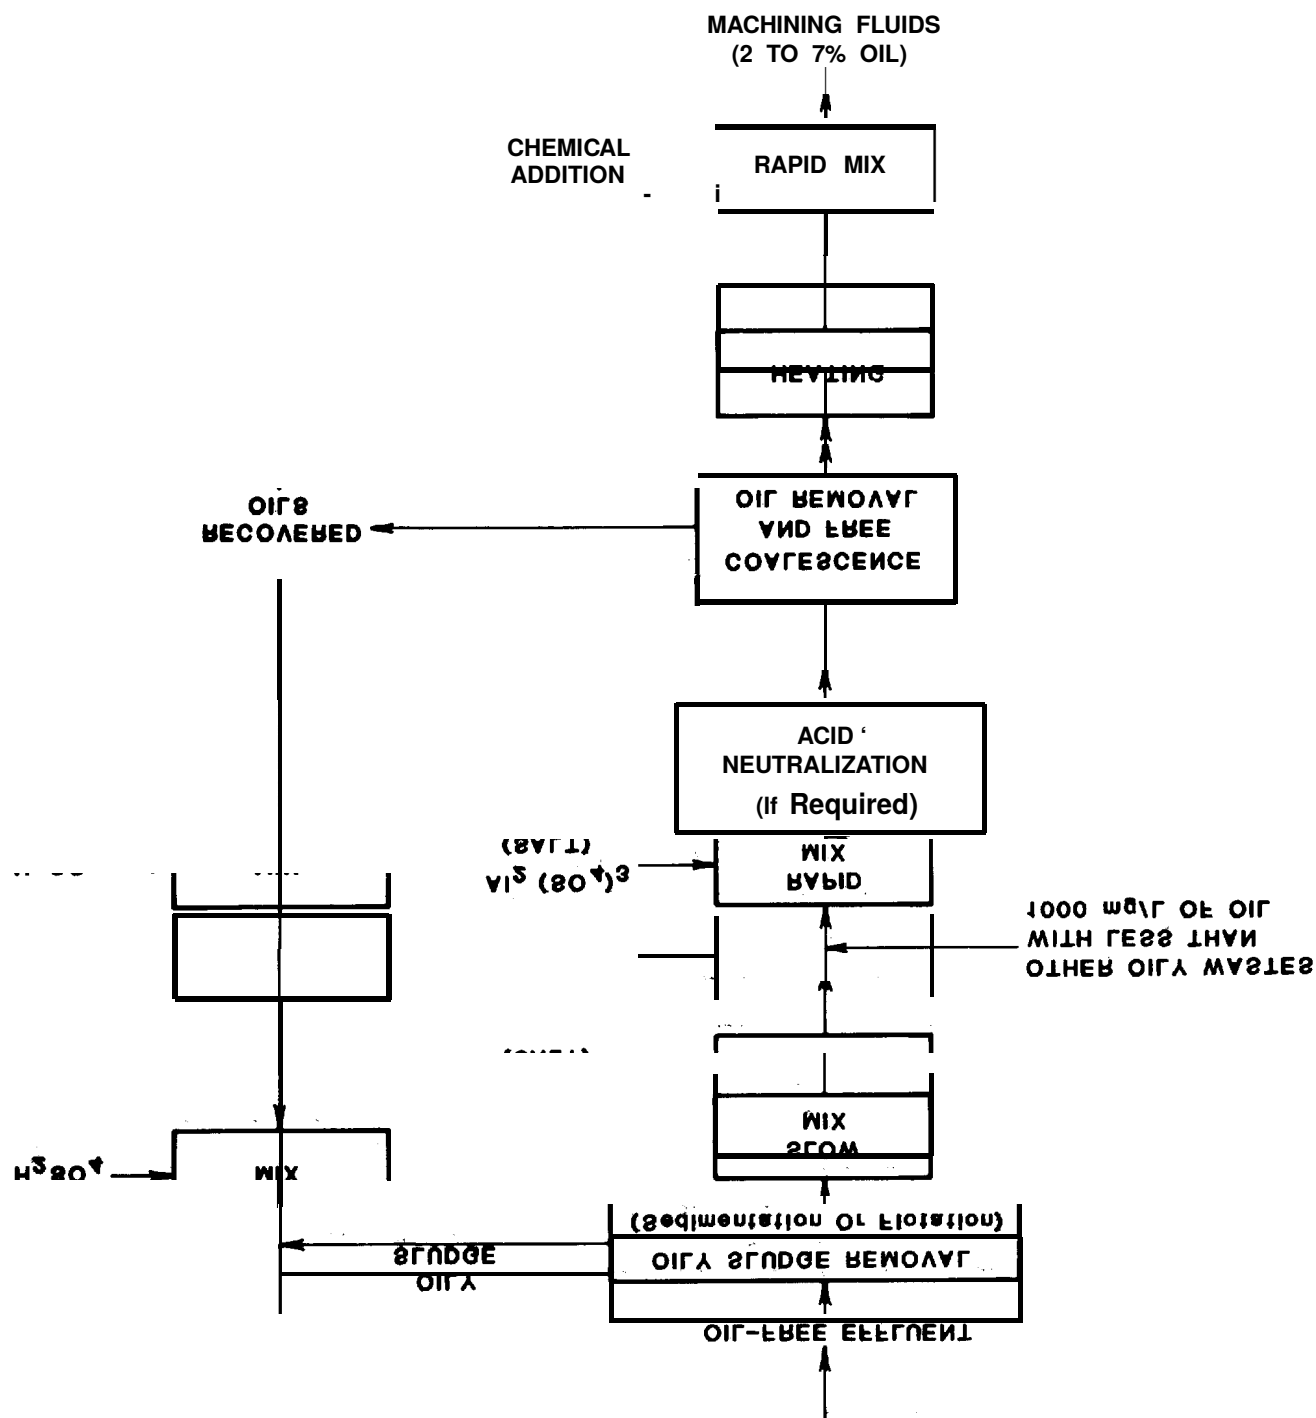 MACHINING FLUIDS
(2 TO 7% OIL)
CHEMICAL
ADDITION
RAPID MIX
HEATING
OIL REMOVAL
AND FREE
COALESCENCE
OILS
RECOVERED
ACID '
NEUTRALIZATION
(If Required)
(SALT)
Al2 (SO4)3
MIX
RAPID
1000 mg/L OF OIL
WITH LESS THAN
OTHER OILY WASTES
MIX
SLOW
H2SO4
MIX
(Sedimentation Or Flotation)
OILY SLUDGE REMOVAL
SLUDGE
OILY
OIL-FREE EFFLUENT